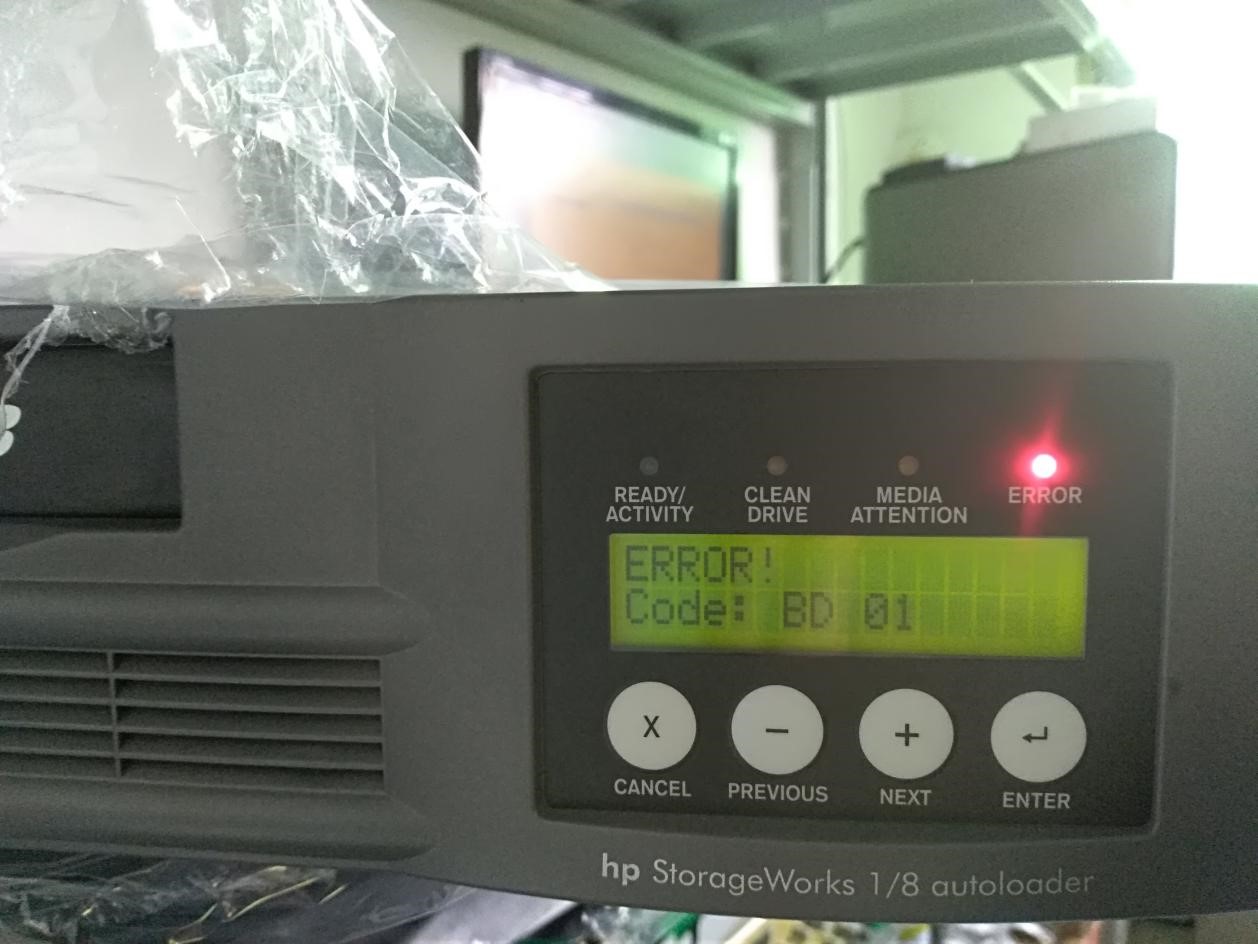 READY/
ACTIVITY
CLEAN
DRIVE
MEDIA
ATTENTION
ERROR
ERROR!
Code: BD 01
X
−
+
↵
CANCEL
PREVIOUS
NEXT
ENTER
hp StorageWorks 1/8 autoloader